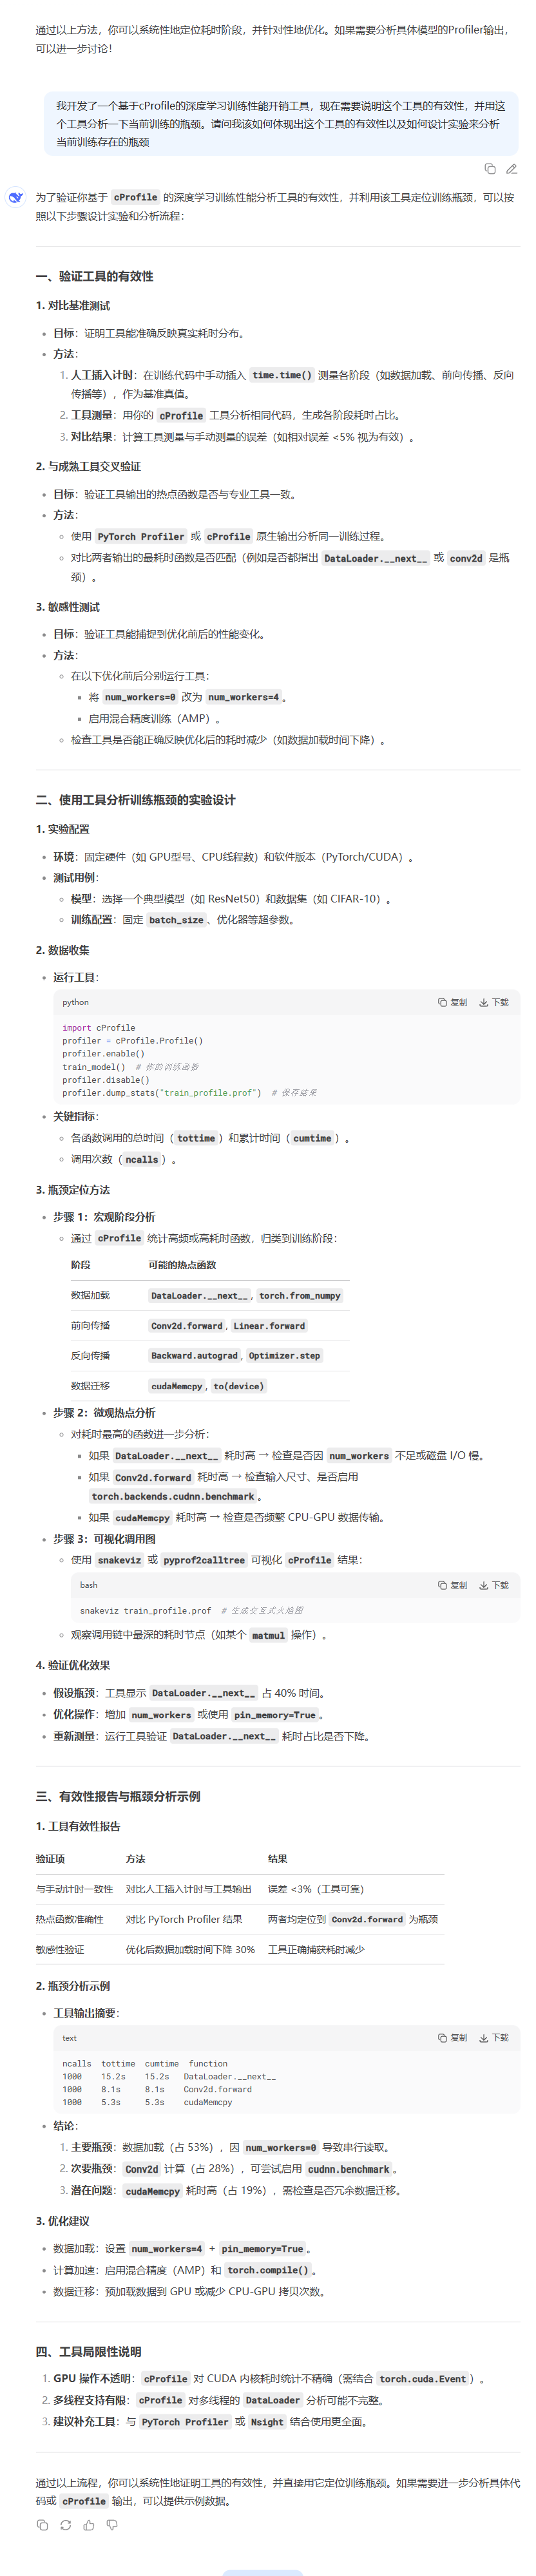 通过以上方法，你可以系统性地定位耗时阶段，并针对性地优化。如果需要分析具体模型的Profiler输出，
可以进一步讨论！
我开发了一个基于cProfile的深度学习训练性能开销工具，现在需要说明这个工具的有效性，并用这
个工具分析一下当前训练的瓶颈。请问我该如何体现出这个工具的有效性以及如何设计实验来分析
当前训练存在的瓶颈
为了验证你基于 cProfile 的深度学习训练性能分析工具的有效性，并利用该工具定位训练瓶颈，可以按
照以下步骤设计实验和分析流程：
一、验证工具的有效性
1. 对比基准测试
• 目标：证明工具能准确反映真实耗时分布。
• 方法：
1. 人工插入计时：在训练代码中手动插入 time.time() 测量各阶段（如数据加载、前向传播、反向
传播等），作为基准真值。
2. 工具测量：用你的 cProfile 工具分析相同代码，生成各阶段耗时占比。
3. 对比结果：计算工具测量与手动测量的误差（如相对误差 <5% 视为有效）。
2. 与成熟工具交叉验证
• 目标：验证工具输出的热点函数是否与专业工具一致。
• 方法：
◦ 使用 PyTorch Profiler 或 cProfile 原生输出分析同一训练过程。
◦ 对比两者输出的最耗时函数是否匹配（例如是否都指出 DataLoader.__next__ 或 conv2d 是瓶
颈）。
3. 敏感性测试
• 目标：验证工具能捕捉到优化前后的性能变化。
• 方法：
◦ 在以下优化前后分别运行工具：
▪ 将 num_workers=0 改为 num_workers=4。
▪ 启用混合精度训练（AMP）。
◦ 检查工具是否能正确反映优化后的耗时减少（如数据加载时间下降）。
二、使用工具分析训练瓶颈的实验设计
1. 实验配置
• 环境：固定硬件（如 GPU型号、CPU线程数）和软件版本（PyTorch/CUDA）。
• 测试用例：
◦ 模型：选择一个典型模型（如 ResNet50）和数据集（如 CIFAR-10）。
◦ 训练配置：固定 batch_size、优化器等超参数。
2. 数据收集
• 运行工具：
python 复制 下载
import cProfile
profiler = cProfile.Profile()
profiler.enable()
train_model()  # 你的训练函数
profiler.disable()
profiler.dump_stats("train_profile.prof")  # 保存结果
• 关键指标：
◦ 各函数调用的总时间（tottime）和累计时间（cumtime）。
◦ 调用次数（ncalls）。
3. 瓶颈定位方法
• 步骤 1：宏观阶段分析
◦ 通过 cProfile 统计高频或高耗时函数，归类到训练阶段：
阶段 可能的热点函数
数据加载 DataLoader.__next__, torch.from_numpy
前向传播 Conv2d.forward, Linear.forward
反向传播 Backward.autograd, Optimizer.step
数据迁移 cudaMemcpy, to(device)
• 步骤 2：微观热点分析
◦ 对耗时最高的函数进一步分析：
▪ 如果 DataLoader.__next__ 耗时高 → 检查是否因 num_workers 不足或磁盘 I/O 慢。
▪ 如果 Conv2d.forward 耗时高 → 检查输入尺寸、是否启用
torch.backends.cudnn.benchmark。
▪ 如果 cudaMemcpy 耗时高 → 检查是否频繁 CPU-GPU 数据传输。
• 步骤 3：可视化调用图
◦ 使用 snakeviz 或 pyprof2calltree 可视化 cProfile 结果：
bash 复制 下载
snakeviz train_profile.prof  # 生成交互式火焰图
◦ 观察调用链中最深的耗时节点（如某个 matmul 操作）。
4. 验证优化效果
• 假设瓶颈：工具显示 DataLoader.__next__ 占 40% 时间。
• 优化操作：增加 num_workers 或使用 pin_memory=True。
• 重新测量：运行工具验证 DataLoader.__next__ 耗时占比是否下降。
三、有效性报告与瓶颈分析示例
1. 工具有效性报告
验证项 方法 结果
与手动计时一致性 对比人工插入计时与工具输出 误差 <3%（工具可靠）
热点函数准确性 对比 PyTorch Profiler 结果 两者均定位到 Conv2d.forward 为瓶颈
敏感性验证 优化后数据加载时间下降 30% 工具正确捕获耗时减少
2. 瓶颈分析示例
• 工具输出摘要：
text 复制 下载
ncalls  tottime  cumtime  function
1000    15.2s    15.2s    DataLoader.__next__
1000    8.1s     8.1s     Conv2d.forward
1000    5.3s     5.3s     cudaMemcpy
• 结论：
1. 主要瓶颈：数据加载（占 53%），因 num_workers=0 导致串行读取。
2. 次要瓶颈：Conv2d 计算（占 28%），可尝试启用 cudnn.benchmark。
3. 潜在问题：cudaMemcpy 耗时高（占 19%），需检查是否冗余数据迁移。
3. 优化建议
• 数据加载：设置 num_workers=4 + pin_memory=True。
• 计算加速：启用混合精度（AMP）和 torch.compile()。
• 数据迁移：预加载数据到 GPU 或减少 CPU-GPU 拷贝次数。
四、工具局限性说明
1. GPU 操作不透明：cProfile 对 CUDA 内核耗时统计不精确（需结合 torch.cuda.Event）。
2. 多线程支持有限：cProfile 对多线程的 DataLoader 分析可能不完整。
3. 建议补充工具：与 PyTorch Profiler 或 Nsight 结合使用更全面。
通过以上流程，你可以系统性地证明工具的有效性，并直接用它定位训练瓶颈。如果需要进一步分析具体代
码或 cProfile 输出，可以提供示例数据。